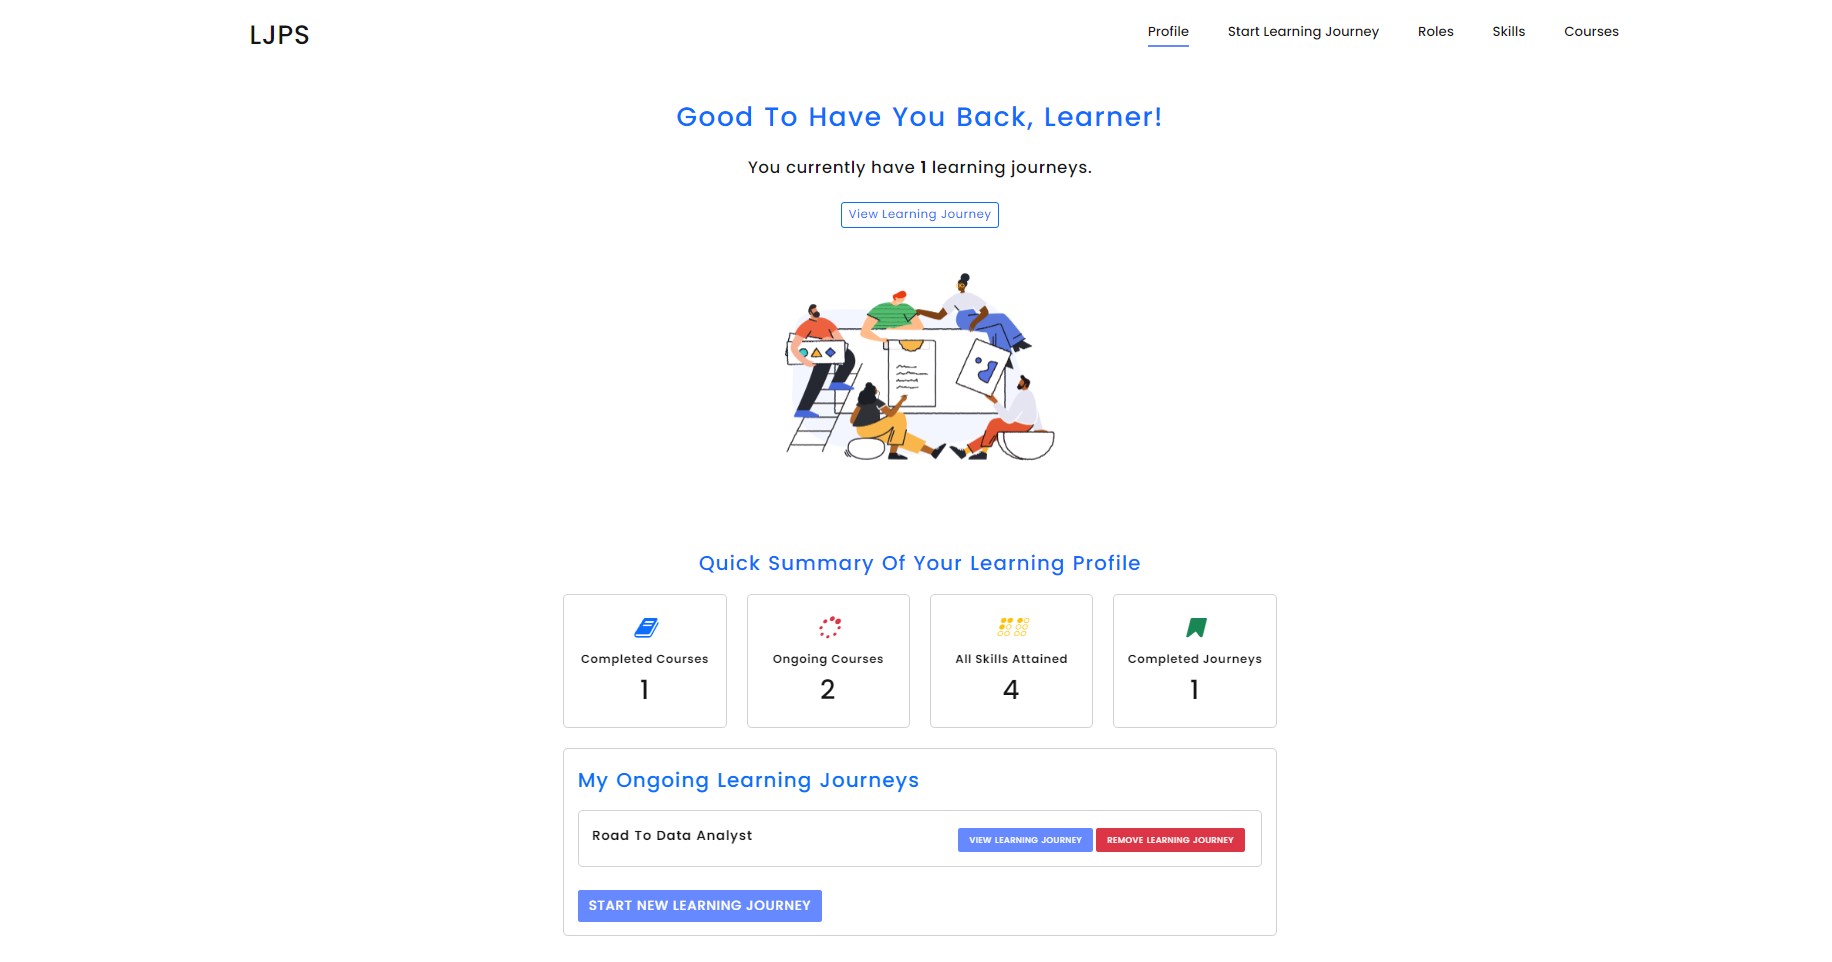 LJPS
Profile
Start Learning Journey
Roles
Skills
Courses
Good To Have You Back, Learner!
You currently have 1 learning journeys.
View Learning Journey
Quick Summary Of Your Learning Profile
Completed Courses
1
Ongoing Courses
2
All Skills Attained
4
Completed Journeys
1
My Ongoing Learning Journeys
Road To Data Analyst
VIEW LEARNING JOURNEY
REMOVE LEARNING JOURNEY
START NEW LEARNING JOURNEY